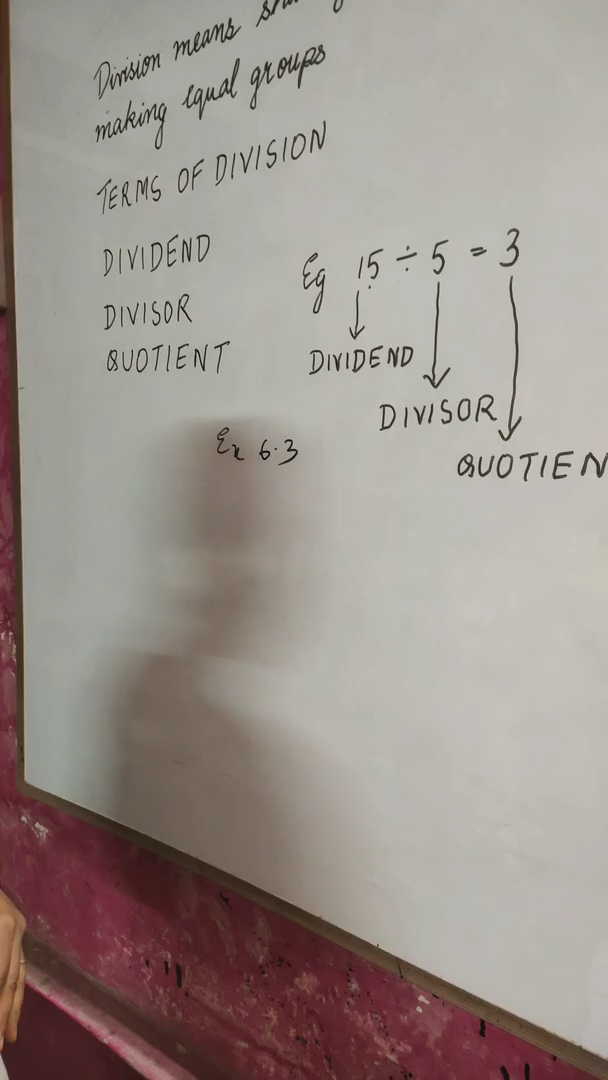 Division means
making equal groups
TERMS OF DIVISION
DIVIDEND
DIVISOR
QUOTIENT
Eg 15 ÷ 5 = 3
DIVIDEND
DIVISOR
QUOTIEN
Ex 6.3